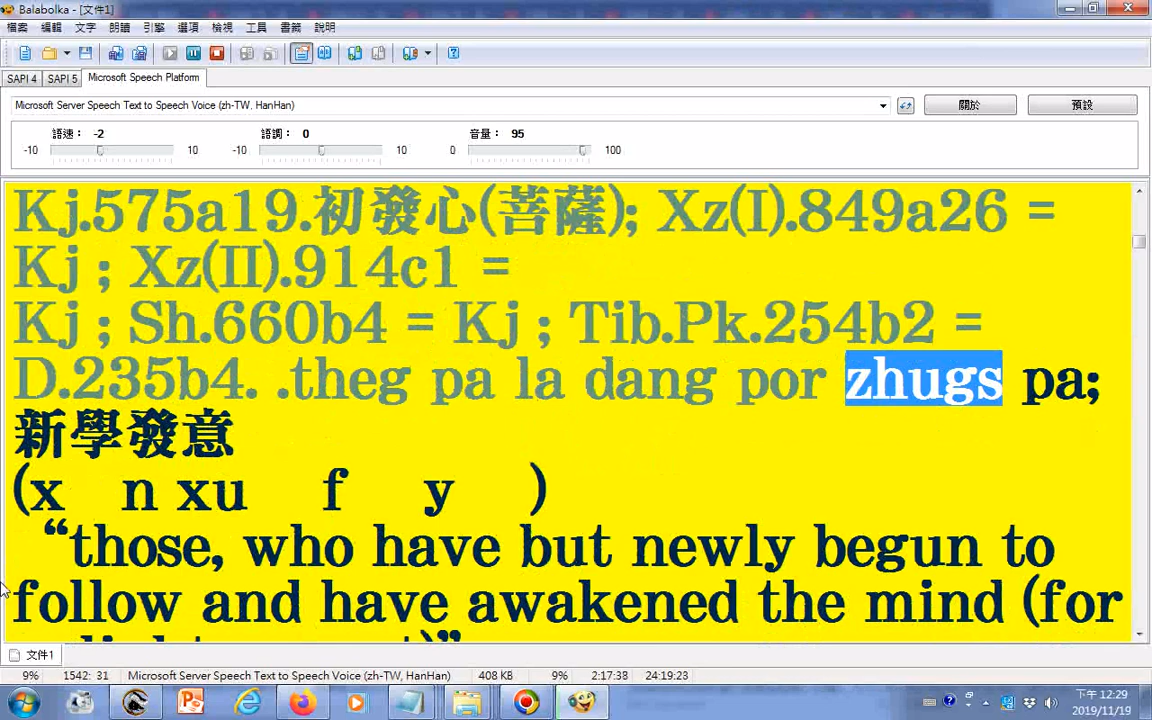 Balabolka - [文件1]
檔案 編輯 文字 朗讀 引擎 選項 檢視 工具 書籤 說明
SAPI 4 SAPI 5 Microsoft Speech Platform
Microsoft Server Speech Text to Speech Voice (zh-TW, HanHan) 關於 預設
語速： -2 語調： 0 音量： 95
-10 10 -10 10 0 100
Kj.575a19.初發心(菩薩); Xz(I).849a26 =
Kj ; Xz(II).914c1 =
Kj ; Sh.660b4 = Kj ; Tib.Pk.254b2 =
D.235b4. .theg pa la dang por zhugs pa;
新學發意
(x n xu f y )
“those, who have but newly begun to
follow and have awakened the mind (for
文件1
9% 1542: 31 Microsoft Server Speech Text to Speech Voice (zh-TW, HanHan) 408 KB 9% 2:17:38 24:19:23
下午 12:29
2019/11/19